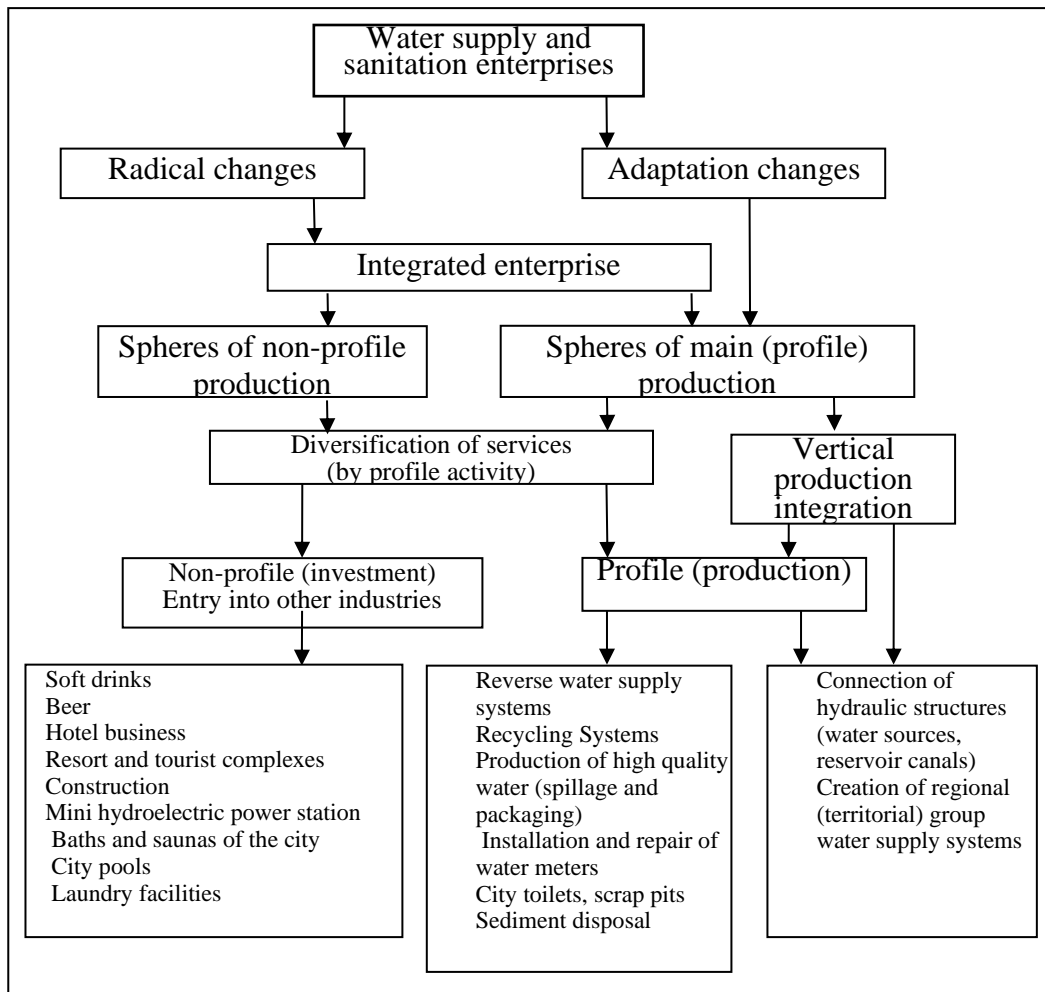 Water supply and
sanitation enterprises
Radical changes
Adaptation changes
Integrated enterprise
Spheres of non-profile
production
Spheres of main (profile)
production
Diversification of services
(by profile activity)
Vertical
production
integration
Non-profile (investment)
Entry into other industries
Profile (production)
Soft drinks
Beer
Hotel business
Resort and tourist complexes
Construction
Mini hydroelectric power station
Baths and saunas of the city
City pools
Laundry facilities
Reverse water supply
systems
Recycling Systems
Production of high quality
water (spillage and
packaging)
Installation and repair of
water meters
City toilets, scrap pits
Sediment disposal
Connection of
hydraulic structures
(water sources,
reservoir canals)
Creation of regional
(territorial) group
water supply systems